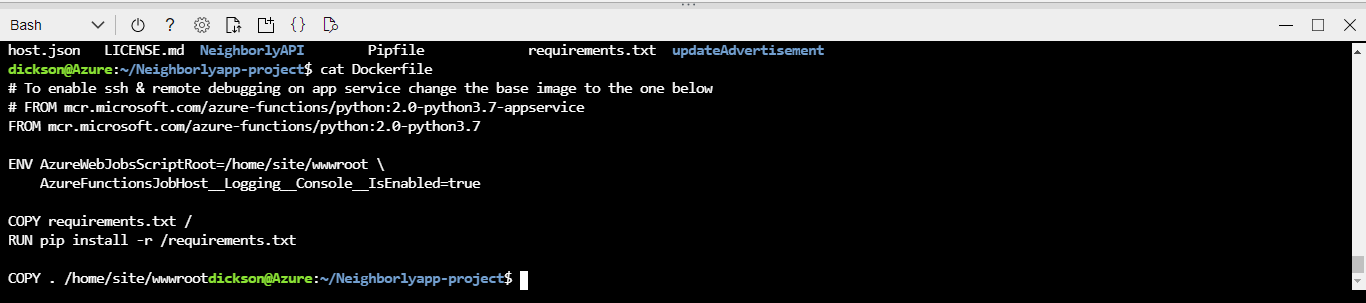 Bash
host.json LICENSE.md NeighborlyAPI Pipfile requirements.txt updateAdvertisement
dickson@Azure:~/Neighborlyapp-project$ cat Dockerfile
# To enable ssh & remote debugging on app service change the base image to the one below
# FROM mcr.microsoft.com/azure-functions/python:2.0-python3.7-appservice
FROM mcr.microsoft.com/azure-functions/python:2.0-python3.7
ENV AzureWebJobsScriptRoot=/home/site/wwwroot \
AzureFunctionsJobHost__Logging__Console__IsEnabled=true
COPY requirements.txt /
RUN pip install -r /requirements.txt
COPY . /home/site/wwwrootdickson@Azure:~/Neighborlyapp-project$